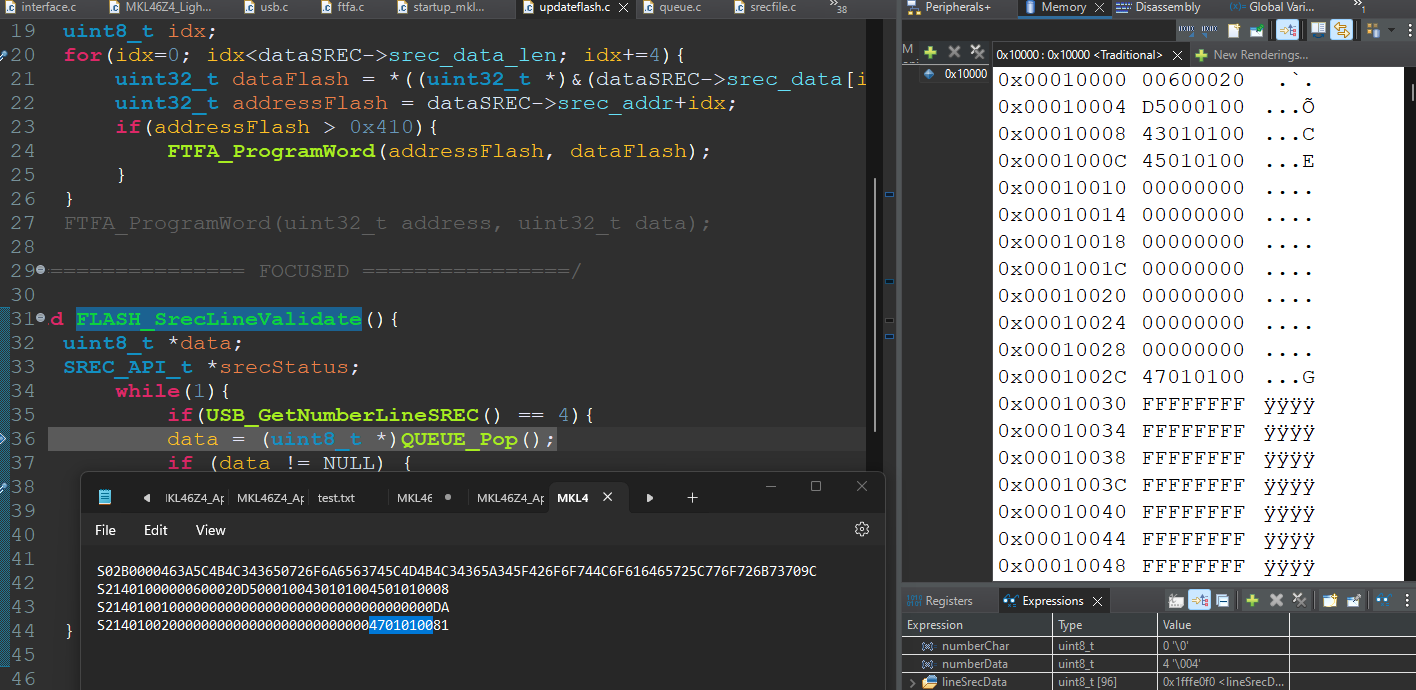 interface.c
MKL46Z4_Ligh...
usb.c
ftfa.c
startup_mkl...
updateflash.c
queue.c
srecfile.c
»38
19 uint8_t idx;
20 for(idx=0; idx<dataSREC->srec_data_len; idx+=4){
21 uint32_t dataFlash = *((uint32_t *)&(dataSREC->srec_data[i
22 uint32_t addressFlash = dataSREC->srec_addr+idx;
23 if(addressFlash > 0x410){
24 FTFA_ProgramWord(addressFlash, dataFlash);
25 }
26 }
27 FTFA_ProgramWord(uint32_t address, uint32_t data);
28
29 =============== FOCUSED ================/
30
31 d FLASH_SrecLineValidate(){
32 uint8_t *data;
33 SREC_API_t *srecStatus;
34 while(1){
35 if(USB_GetNumberLineSREC() == 4){
36 data = (uint8_t *)QUEUE_Pop();
37 if (data != NULL) {
38
39
40
41
42
43
44 }
45
46
KL46Z4_Ap
MKL46Z4_Ap
test.txt
MKL46
MKL46Z4_Ap
MKL4
File Edit View
S02B0000463A5C4B4C343650726F6A6563745C4D4B4C34365A345F426F6F744C6F616465725C776F726B73709C
S21401000000600020D5000100430101004501010008
S214010010000000000000000000000000000000000DA
S2140100200000000000000000000000004701010081
Peripherals+
Memory
Disassembly
Global Vari...
»1
M
0x10000 : 0x10000 <Traditional>
New Renderings...
0x10000
0x00010000 00600020 .`.
0x00010004 D5000100 ...Õ
0x00010008 43010100 ...C
0x0001000C 45010100 ...E
0x00010010 00000000 ....
0x00010014 00000000 ....
0x00010018 00000000 ....
0x0001001C 00000000 ....
0x00010020 00000000 ....
0x00010024 00000000 ....
0x00010028 00000000 ....
0x0001002C 47010100 ...G
0x00010030 FFFFFFFF ÿÿÿÿ
0x00010034 FFFFFFFF ÿÿÿÿ
0x00010038 FFFFFFFF ÿÿÿÿ
0x0001003C FFFFFFFF ÿÿÿÿ
0x00010040 FFFFFFFF ÿÿÿÿ
0x00010044 FFFFFFFF ÿÿÿÿ
0x00010048 FFFFFFFF ÿÿÿÿ
Registers
Expressions
Expression Type Value
numberChar uint8_t 0 '\0'
numberData uint8_t 4 '\004'
lineSrecData uint8_t [96] 0x1fffe0f0 <lineSrecD...